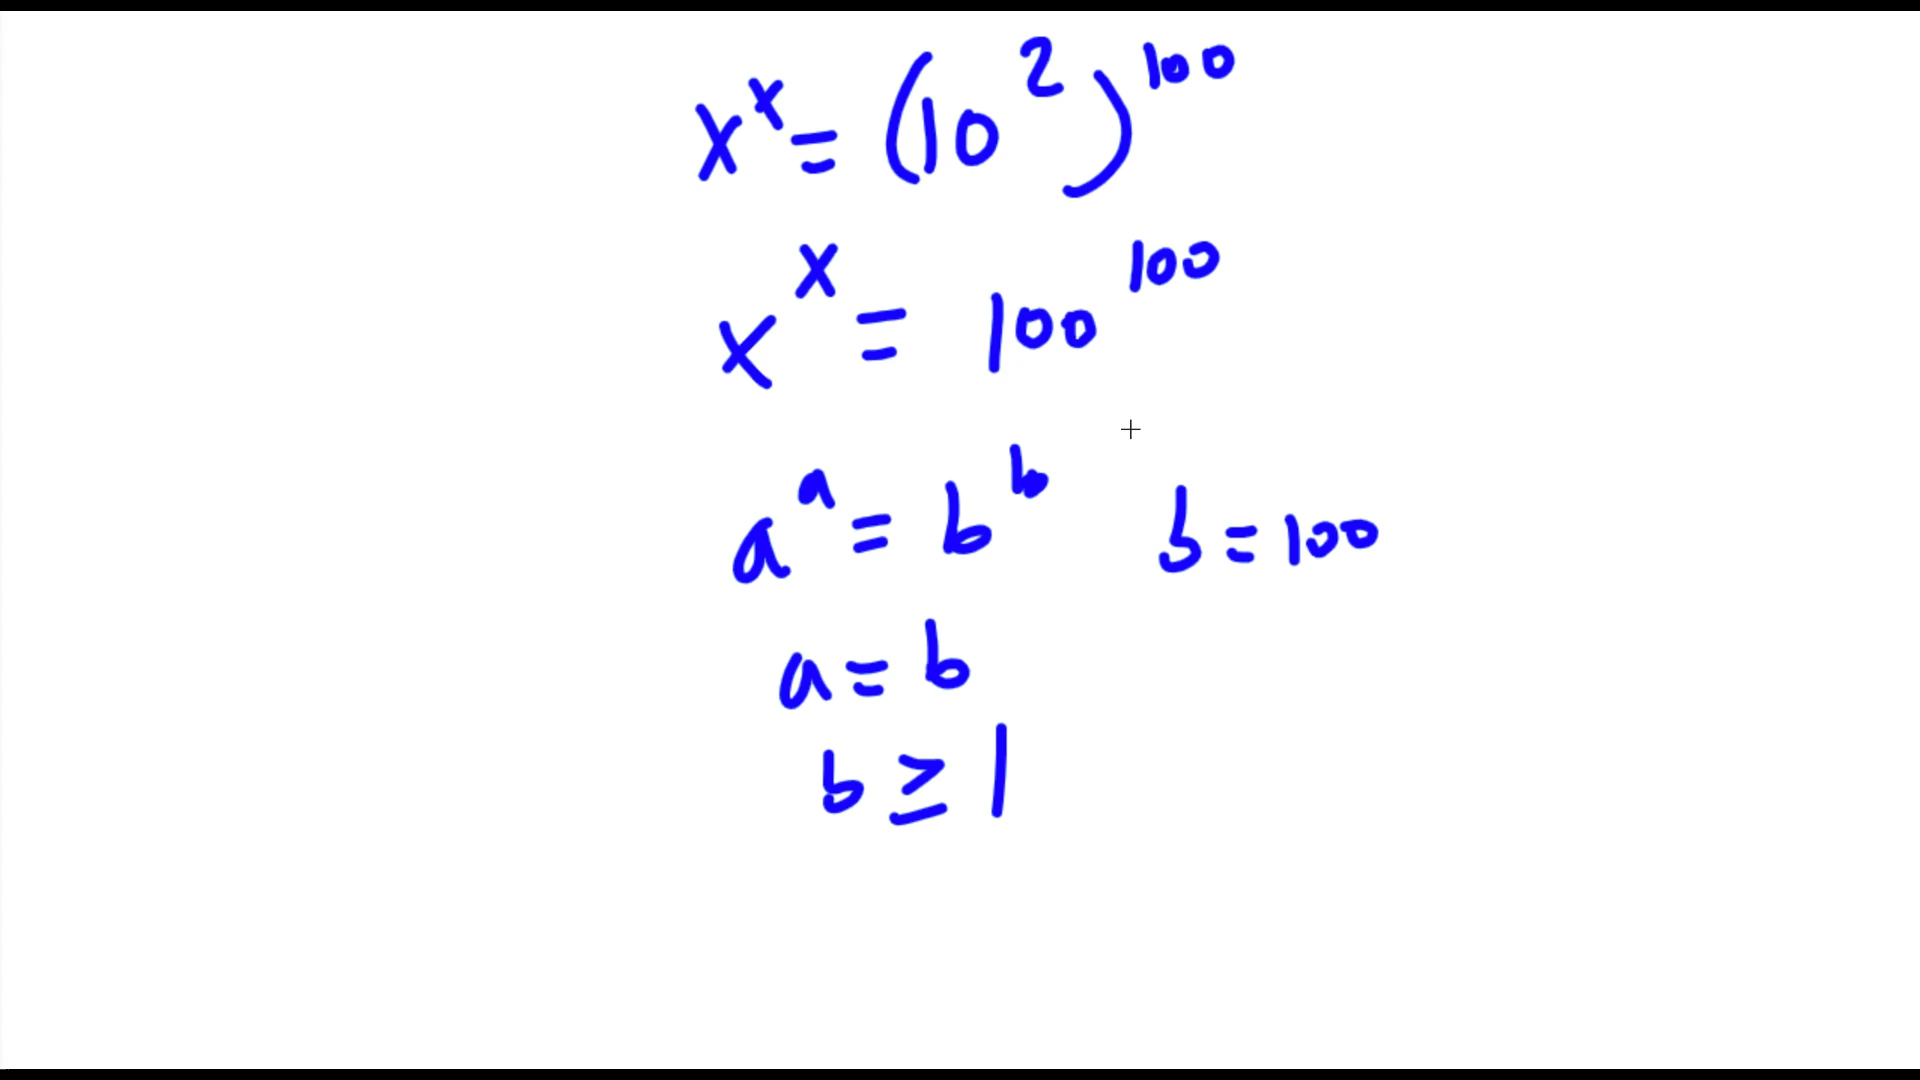 x^x = (10^2)^100
x^x = 100^100
a^a = b^b    b = 100
a = b
b ≥ 1